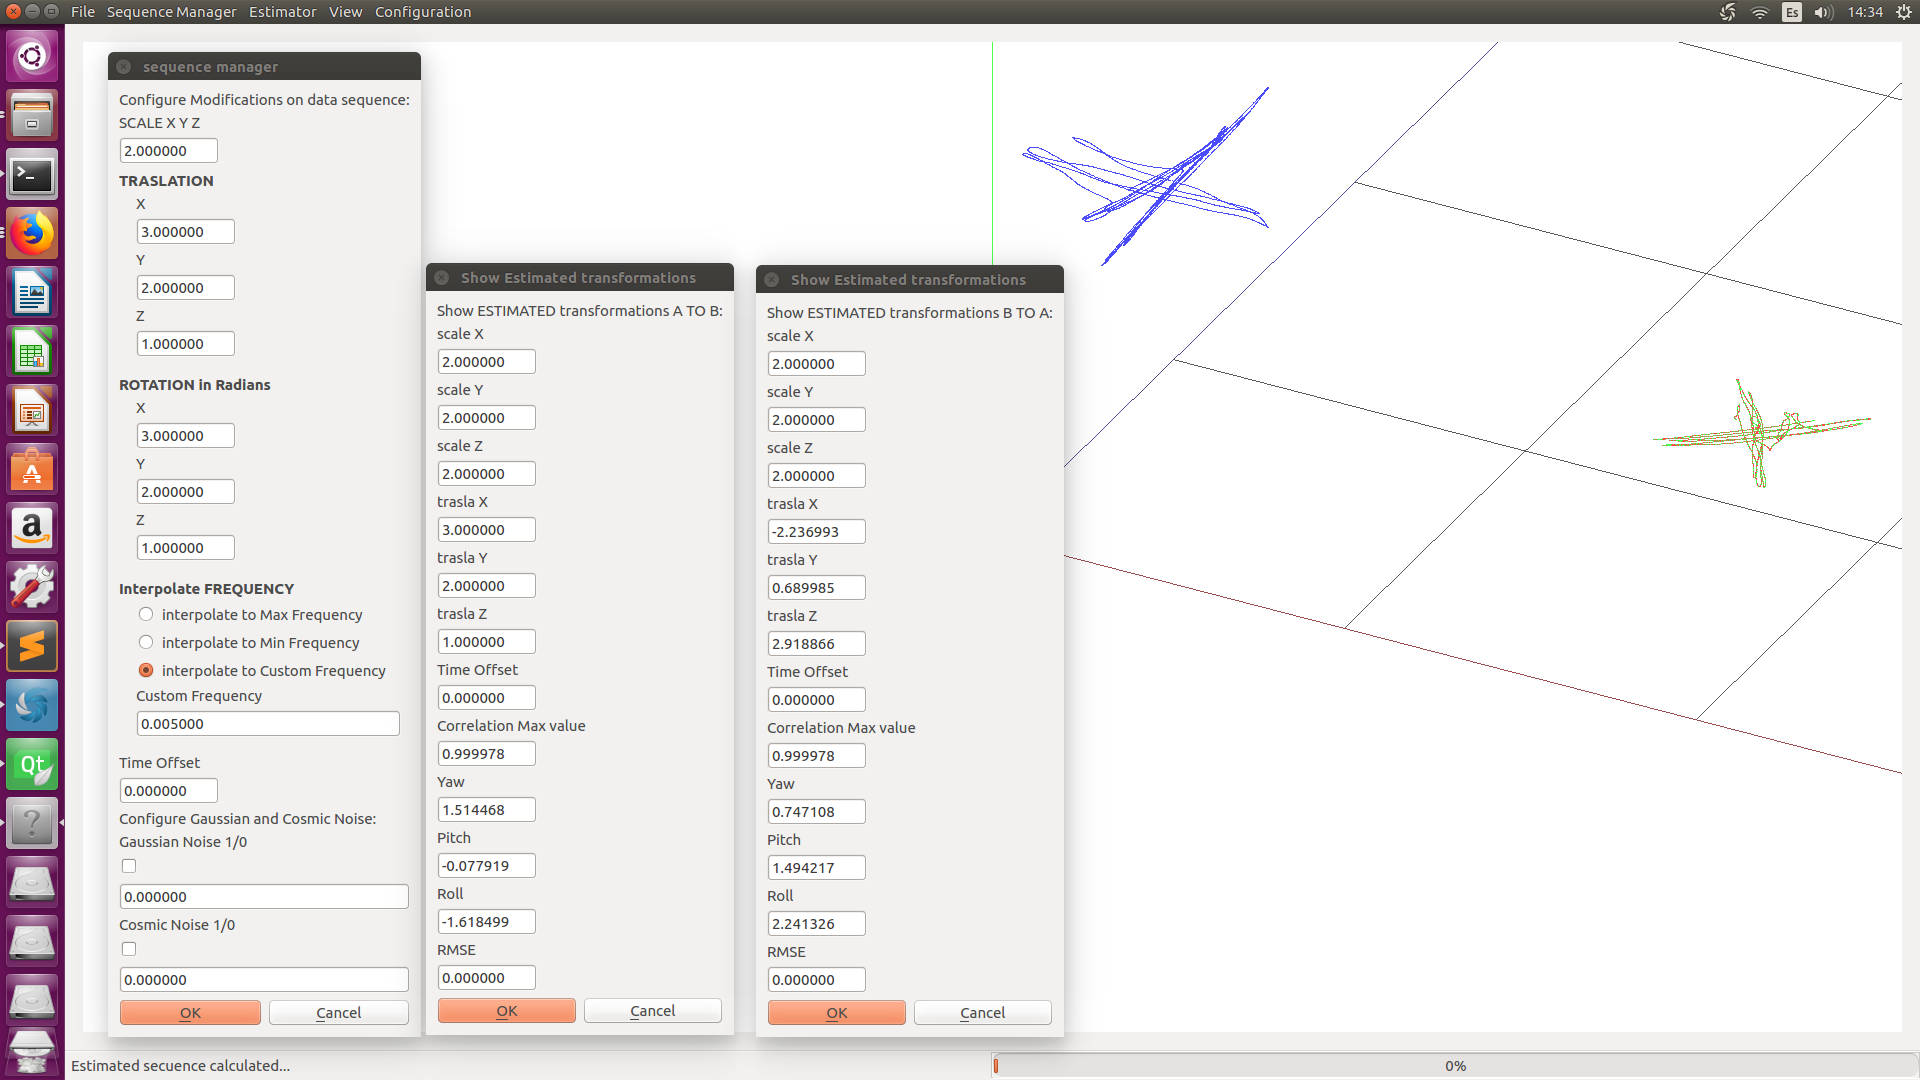 File Sequence Manager Estimator View Configuration
Es 14:34
sequence manager
Configure Modifications on data sequence:
SCALE X Y Z
2.000000
TRASLATION
X
3.000000
Y
2.000000
Z
1.000000
ROTATION in Radians
X
3.000000
Y
2.000000
Z
1.000000
Interpolate FREQUENCY
interpolate to Max Frequency
interpolate to Min Frequency
interpolate to Custom Frequency
Custom Frequency
0.005000
Time Offset
0.000000
Configure Gaussian and Cosmic Noise:
Gaussian Noise 1/0
0.000000
Cosmic Noise 1/0
0.000000
OK Cancel
Show Estimated transformations
Show ESTIMATED transformations A TO B:
scale X
2.000000
scale Y
2.000000
scale Z
2.000000
trasla X
3.000000
trasla Y
2.000000
trasla Z
1.000000
Time Offset
0.000000
Correlation Max value
0.999978
Yaw
1.514468
Pitch
-0.077919
Roll
-1.618499
RMSE
0.000000
OK Cancel
Show Estimated transformations
Show ESTIMATED transformations B TO A:
scale X
2.000000
scale Y
2.000000
scale Z
2.000000
trasla X
-2.236993
trasla Y
0.689985
trasla Z
2.918866
Time Offset
0.000000
Correlation Max value
0.999978
Yaw
0.747108
Pitch
1.494217
Roll
2.241326
RMSE
0.000000
OK Cancel
Qt
Estimated secuence calculated...
0%